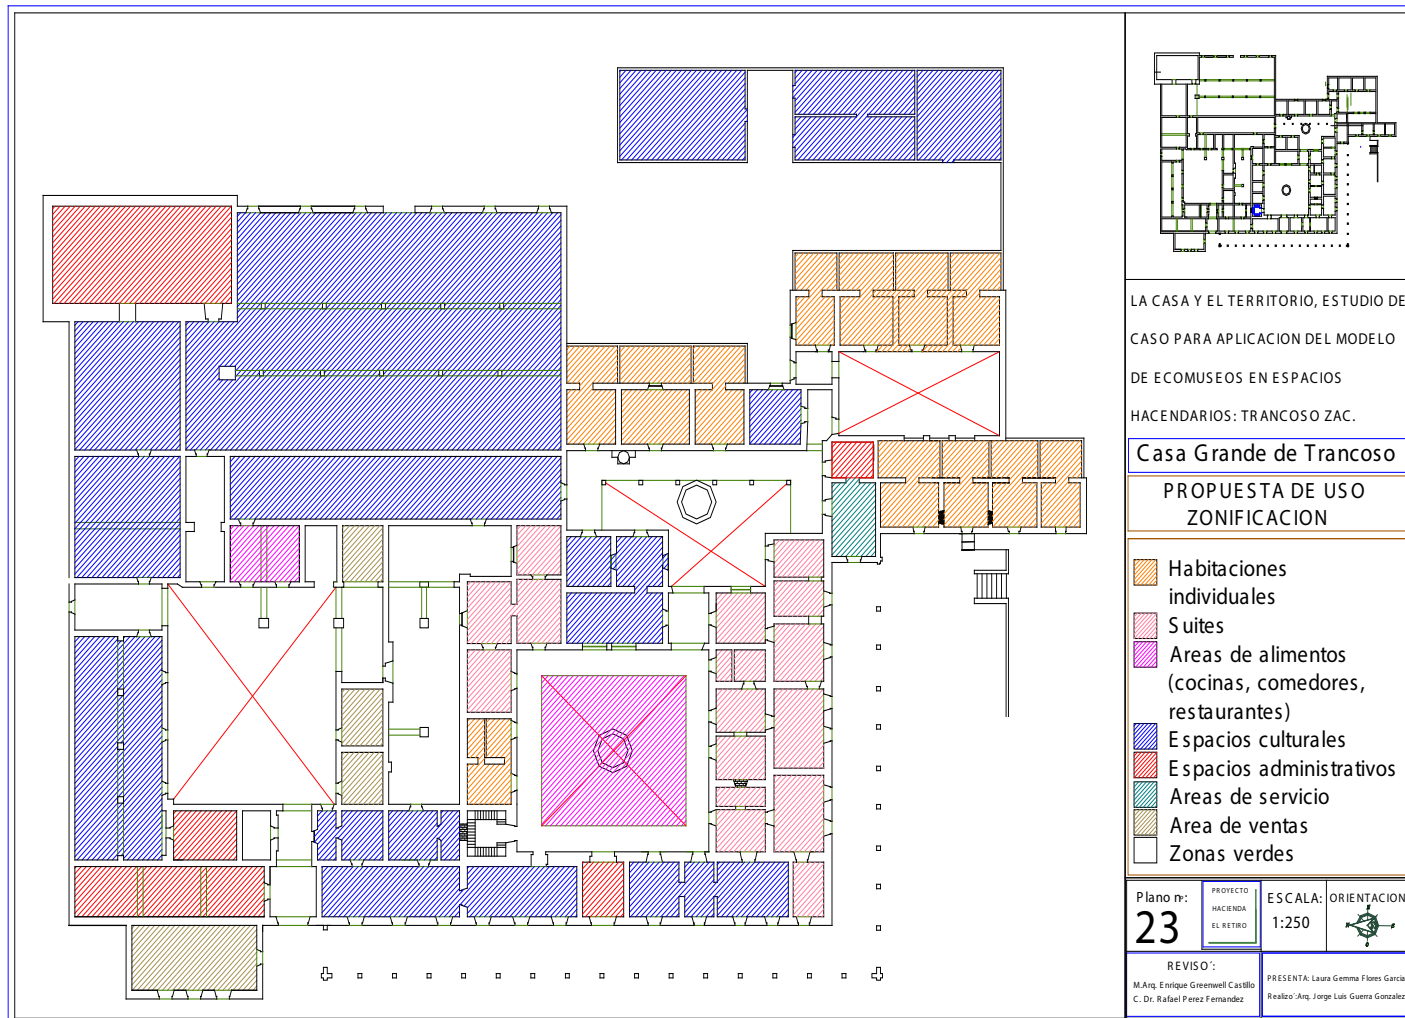 LA CASA Y EL TERRITORIO, ESTUDIO DE
CASO PARA APLICACION DEL MODELO
DE ECOMUSEOS EN ESPACIOS
HACENDARIOS: TRANCOSO ZAC.
Casa Grande de Trancoso
PROPUESTA DE USO
ZONIFICACION
Habitaciones
individuales
Suites
Areas de alimentos
(cocinas, comedores,
restaurantes)
Espacios culturales
Espacios administrativos
Areas de servicio
Area de ventas
Zonas verdes
Plano nº:
23
PROYECTO
HACIENDA
EL RETIRO
ESCALA:
1:250
ORIENTACION
REVISO´:
M.Arq. Enrique Greenwell Castillo
C. Dr. Rafael Perez Fernandez
PRESENTA: Laura Gemma Flores Garcia
Realizo´:Arq. Jorge Luis Guerra Gonzalez